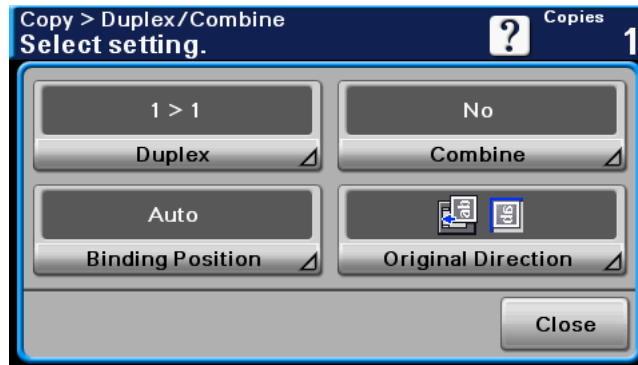 Copy > Duplex/Combine
Select setting.
? Copies 1
1 > 1
Duplex
No
Combine
Auto
Binding Position
Original Direction
Close